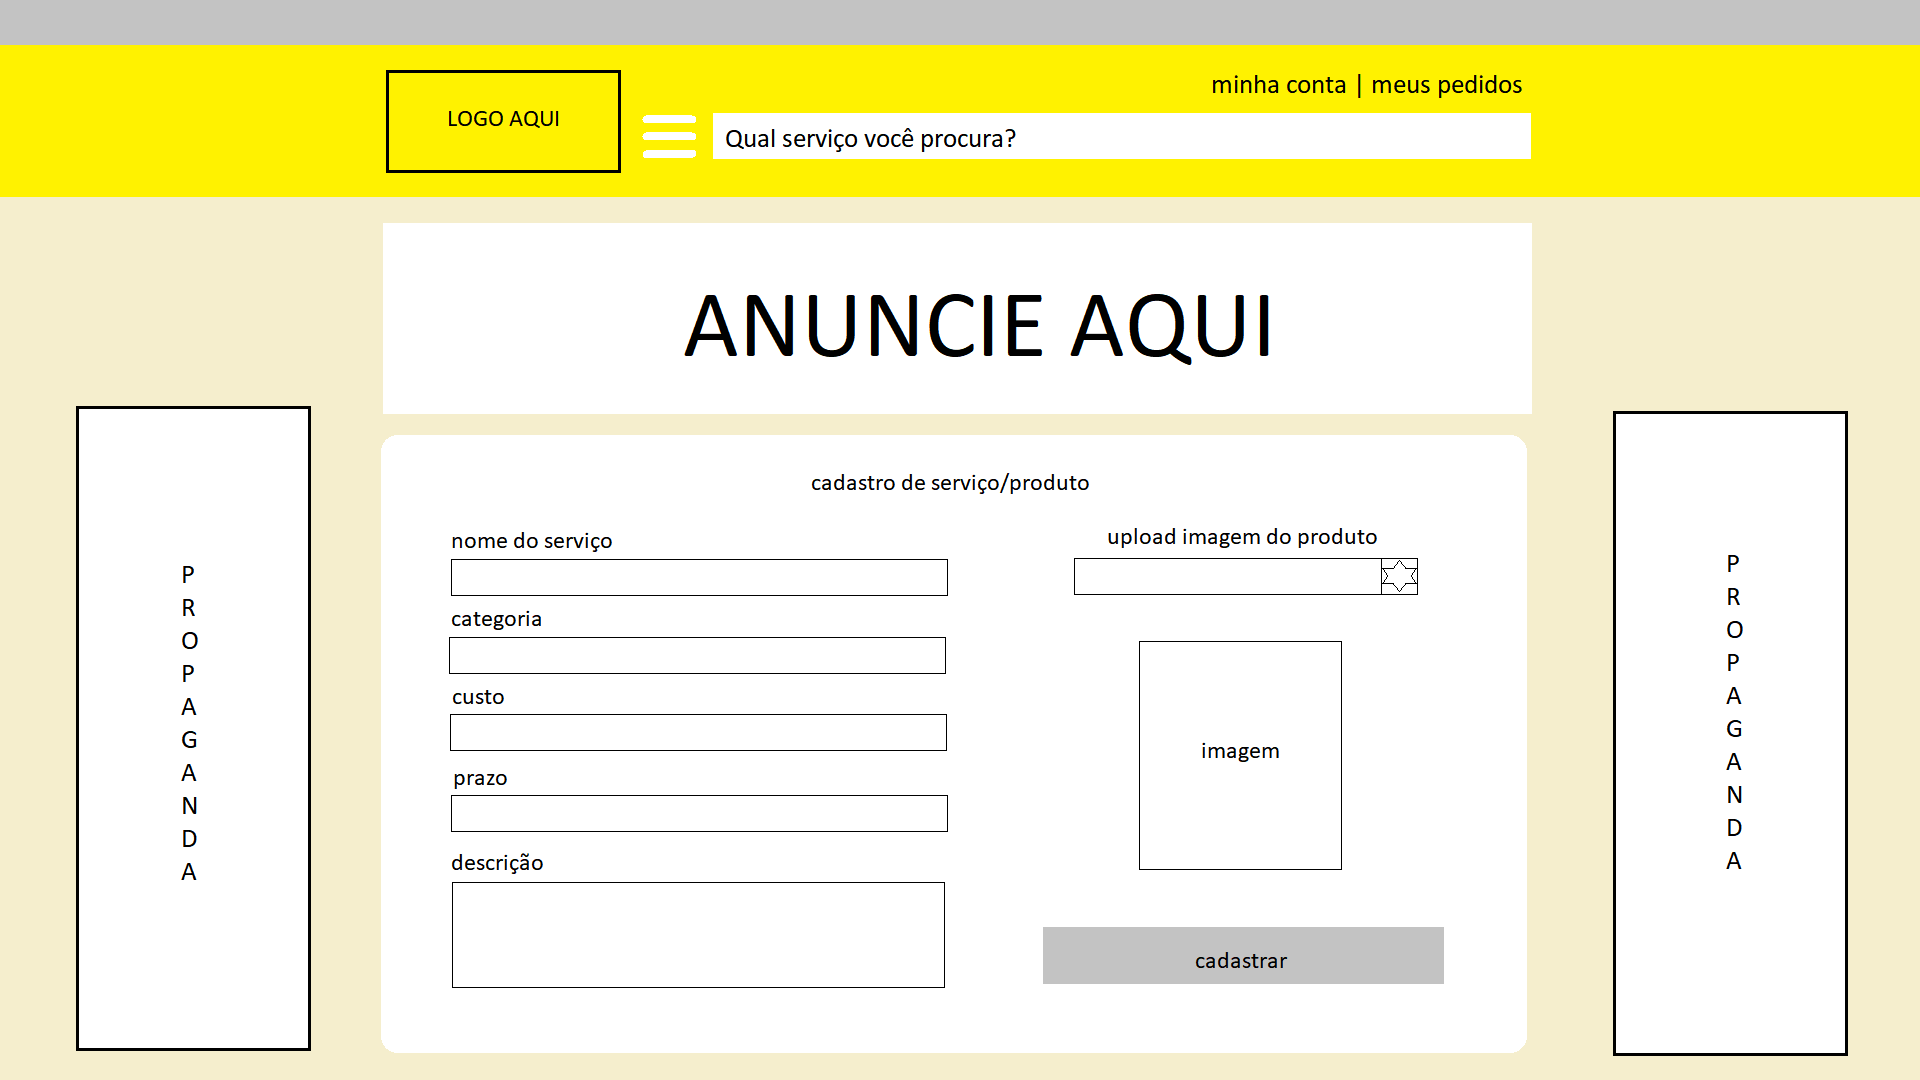 minha conta | meus pedidos
LOGO AQUI
Qual serviço você procura?
ANUNCIE AQUI
cadastro de serviço/produto
nome do serviço
categoria
custo
prazo
descrição
upload imagem do produto
imagem
cadastrar
P
R
O
P
A
G
A
N
D
A
P
R
O
P
A
G
A
N
D
A